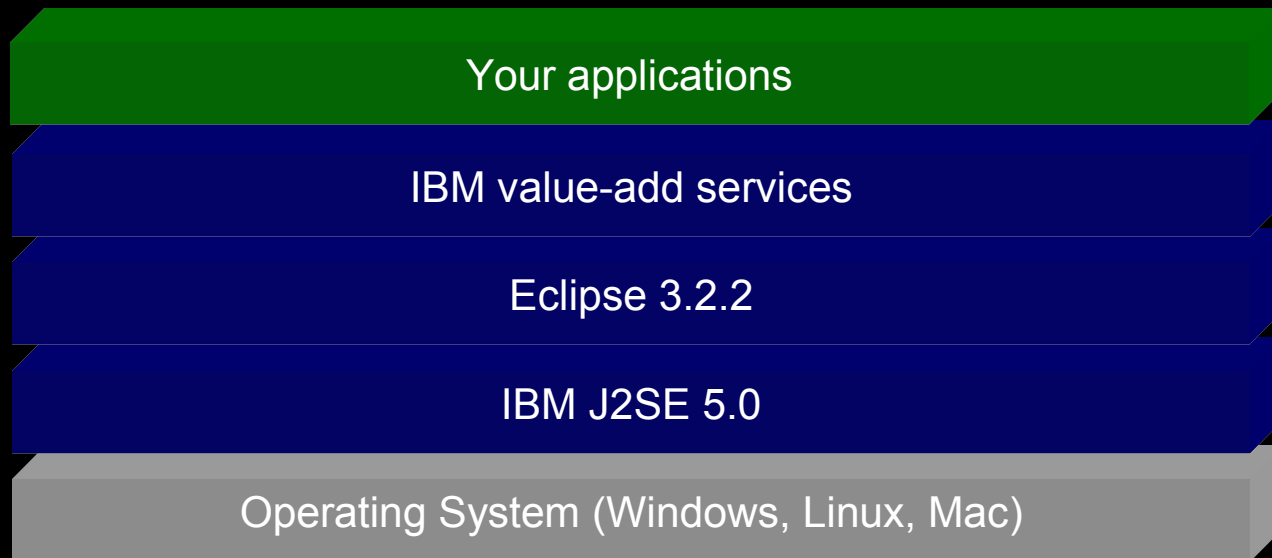 Your applications
IBM value-add services
Eclipse 3.2.2
IBM J2SE 5.0
Operating System (Windows, Linux, Mac)